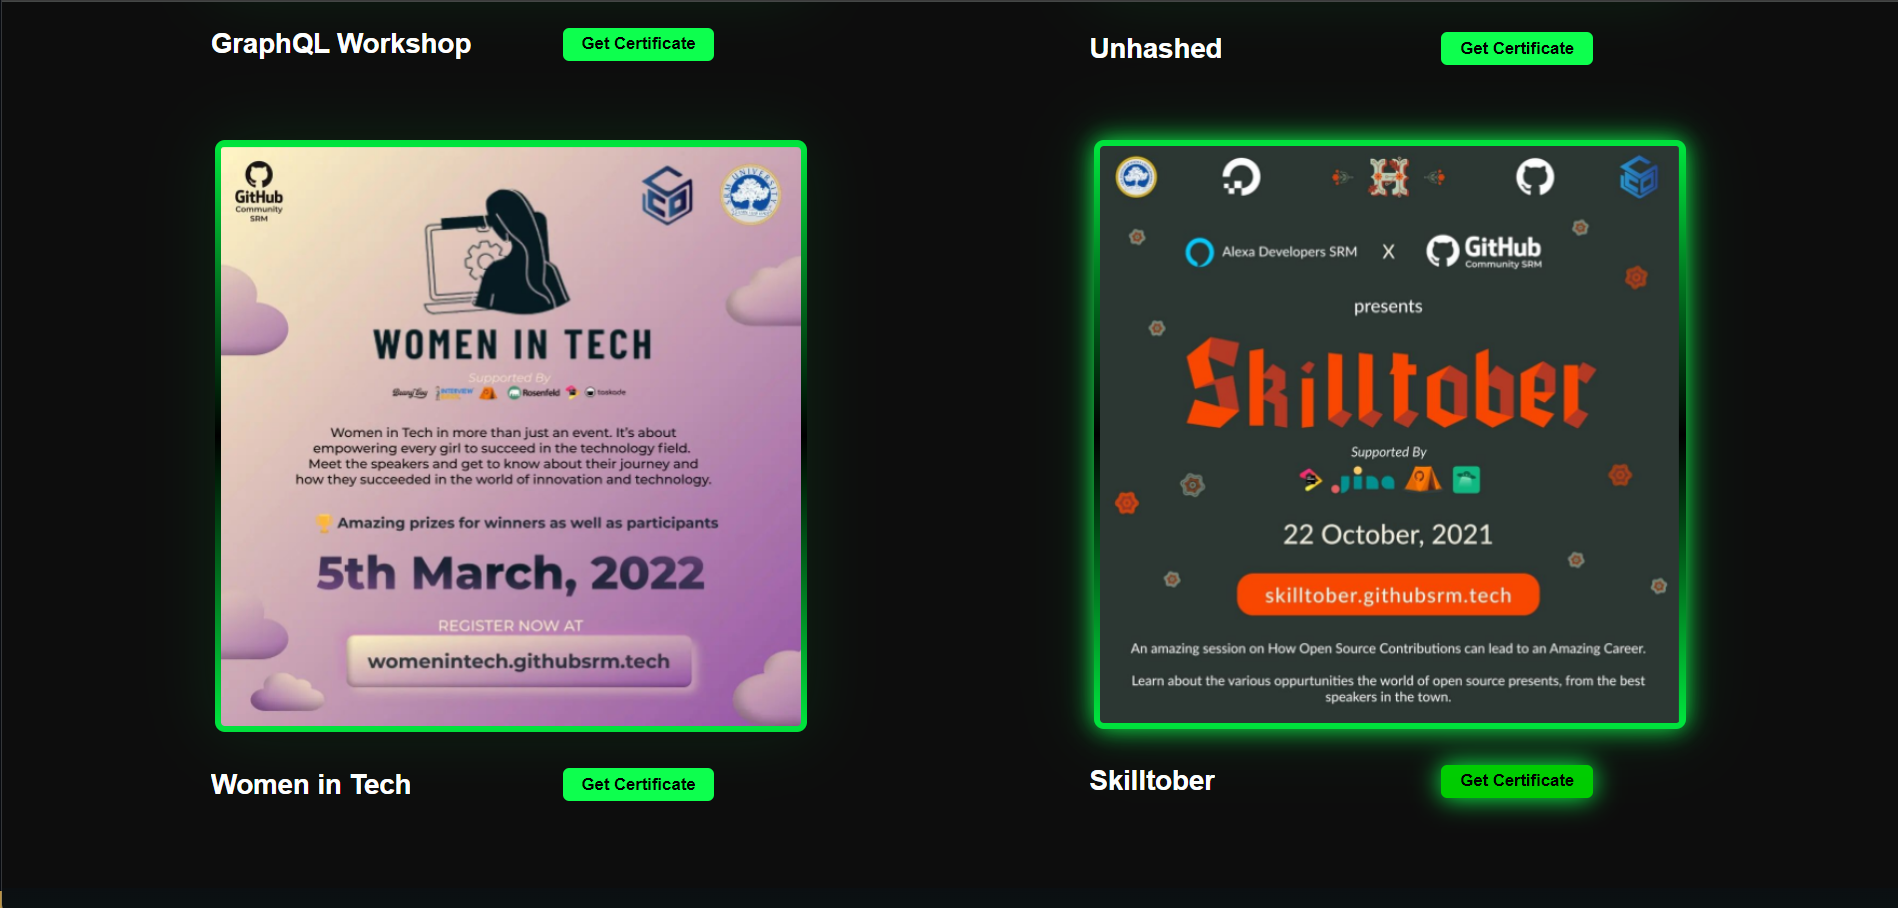 GraphQL Workshop
Get Certificate
Unhashed
Get Certificate
GitHub
Community
SRM
WOMEN IN TECH
Supported By
INTERVIEW
Rosenfeld
taskade
Women in Tech in more than just an event. It's about
empowering every girl to succeed in the technology field.
Meet the speakers and get to know about their journey and
how they succeeded in the world of innovation and technology.
Amazing prizes for winners as well as participants
5th March, 2022
REGISTER NOW AT
womenintech.githubsrm.tech
Women in Tech
Get Certificate
Alexa Developers SRM X GitHub
Community SRM
presents
Skilltober
Supported By
jina
22 October, 2021
skilltober.githubsrm.tech
An amazing session on How Open Source Contributions can lead to an Amazing Career.
Learn about the various oppurtunities the world of open source presents, from the best
speakers in the town.
Skilltober
Get Certificate